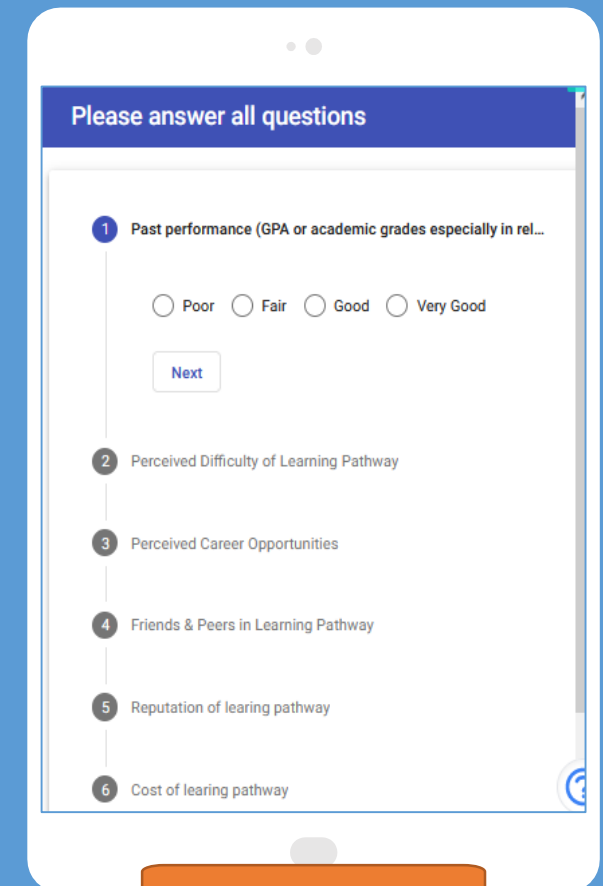 Please answer all questions
1 Past performance (GPA or academic grades especially in rel...
Poor Fair Good Very Good
Next
2 Perceived Difficulty of Learning Pathway
3 Perceived Career Opportunities
4 Friends & Peers in Learning Pathway
5 Reputation of learing pathway
6 Cost of learing pathway
?